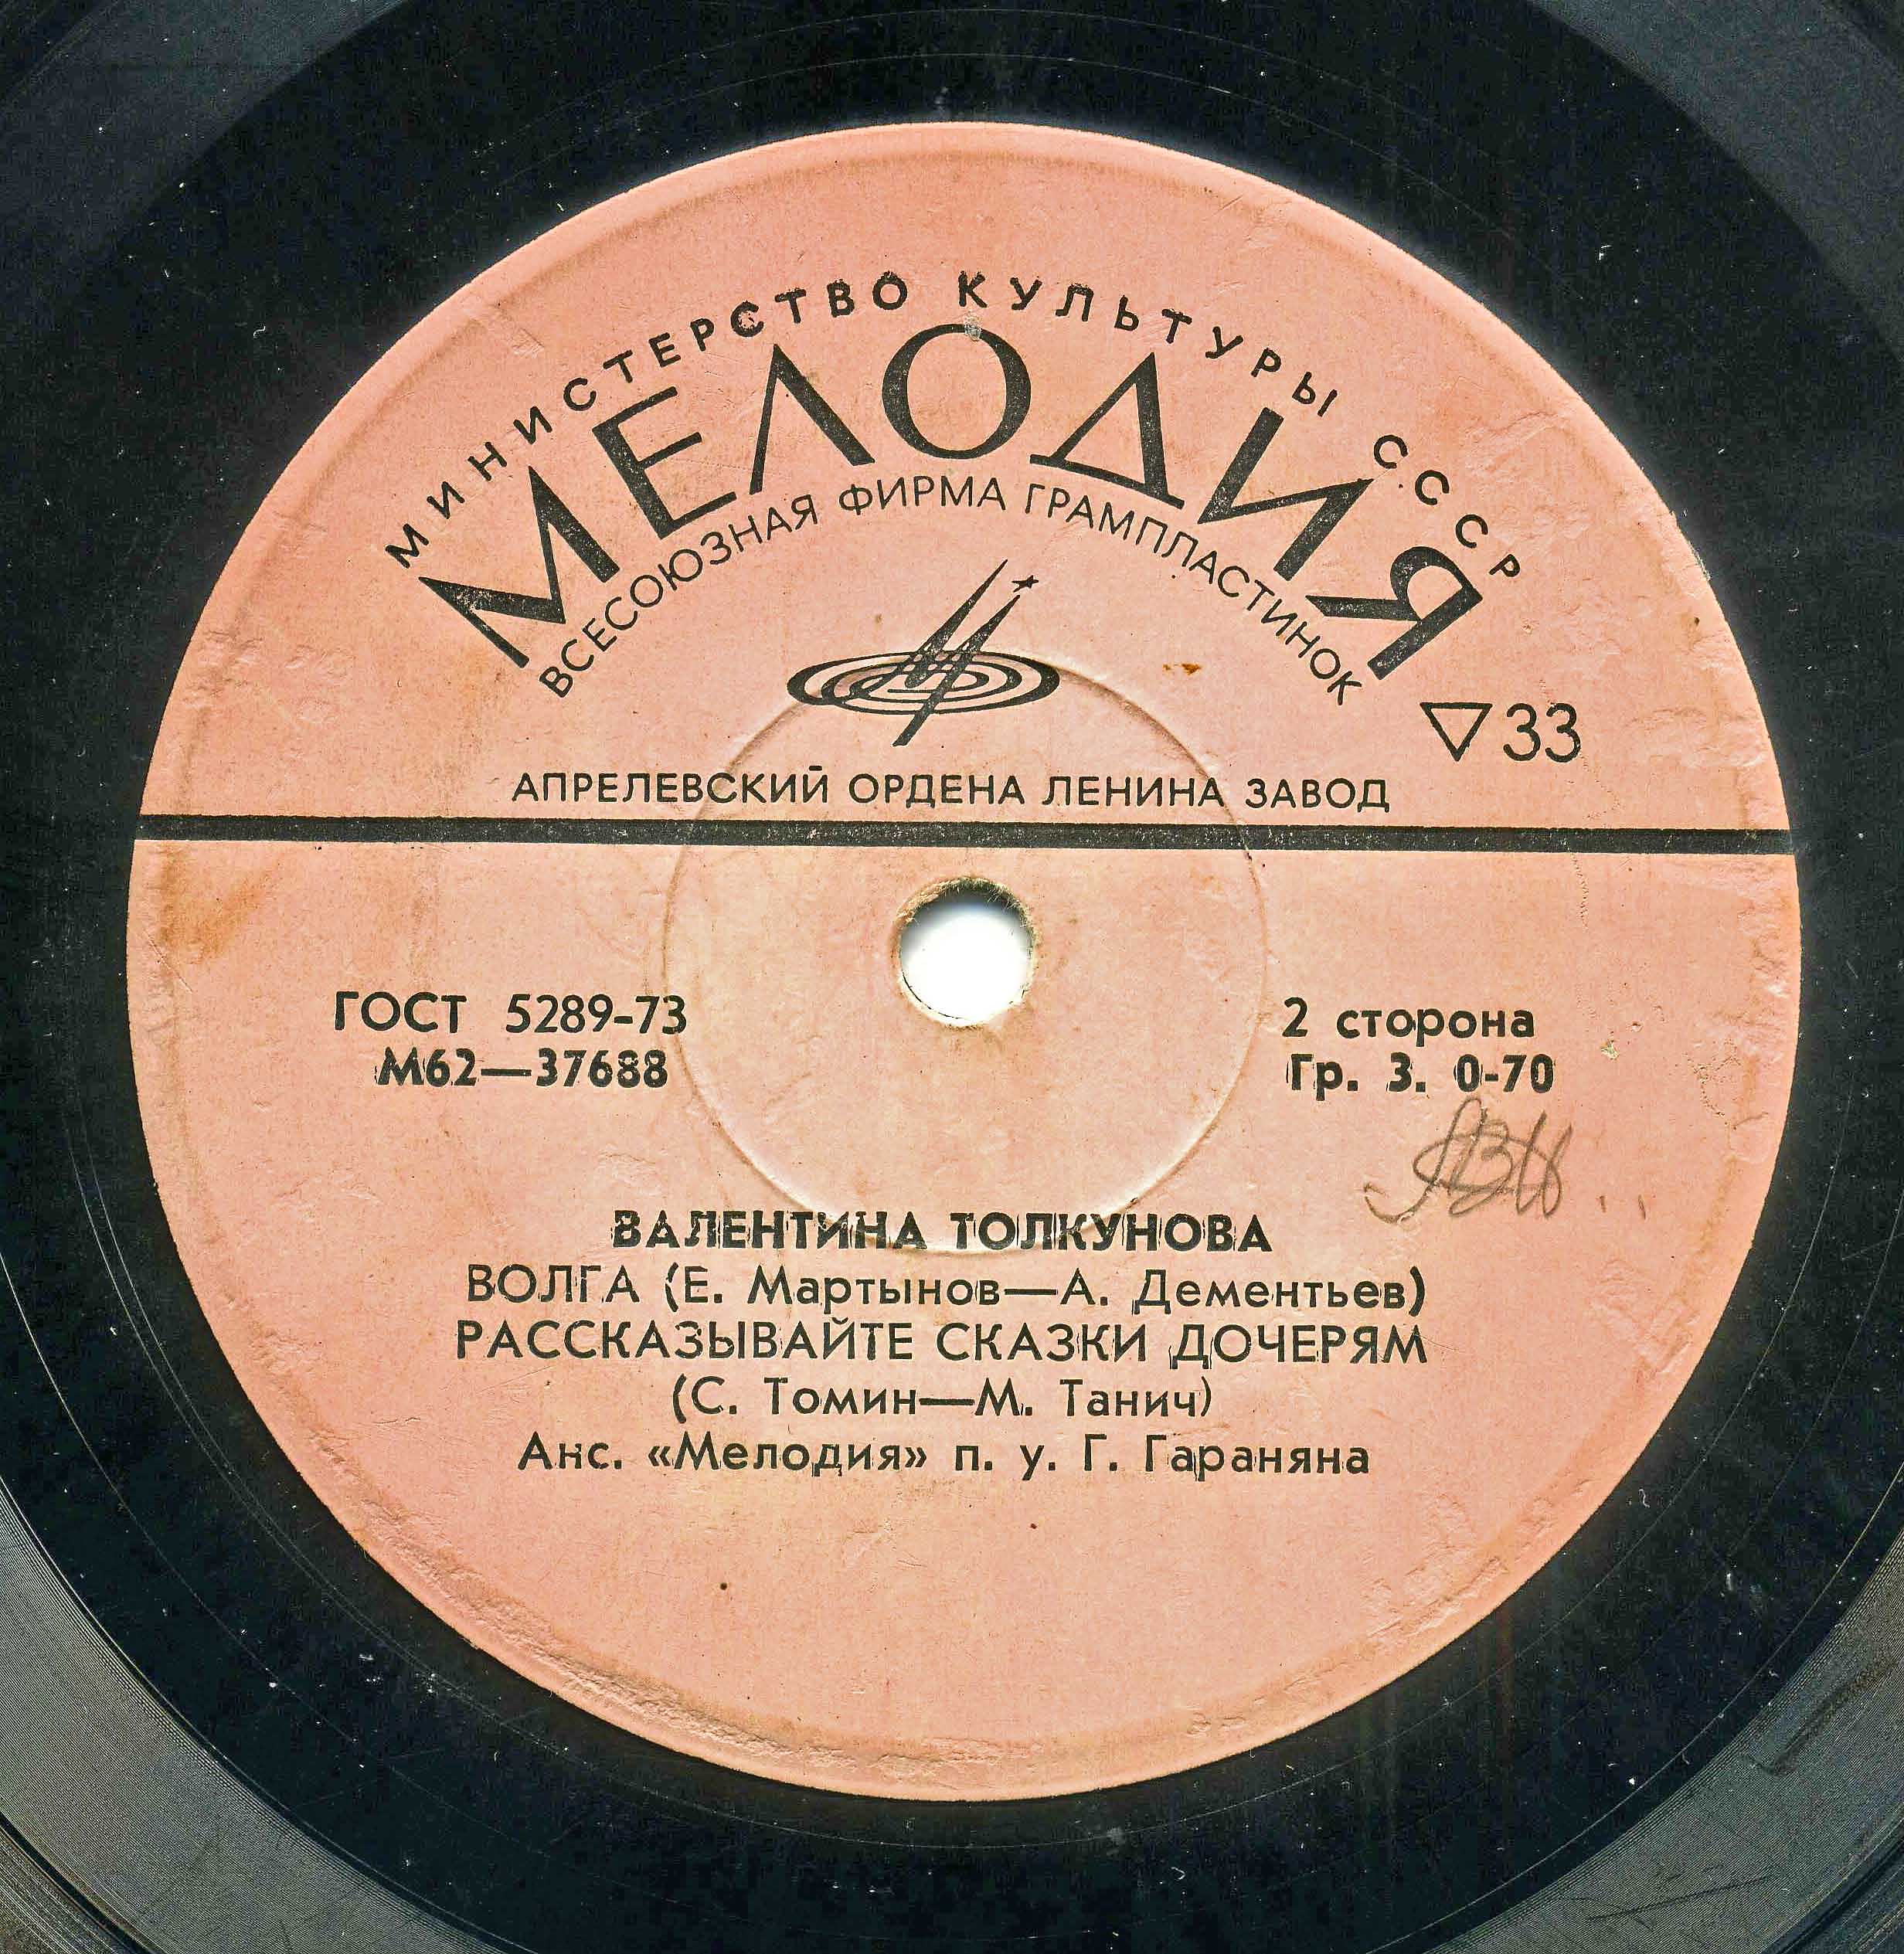 МИНИСТЕРСТВО КУЛЬТУРЫ СССР
МЕЛОДИЯ
ВСЕСОЮЗНАЯ ФИРМА ГРАМПЛАСТИНОК
33
АПРЕЛЕВСКИЙ ОРДЕНА ЛЕНИНА ЗАВОД
ГОСТ 5289-73
М62—37688
2 сторона
Гр. 3. 0-70
ВАЛЕНТИНА ТОЛКУНОВА
ВОЛГА (Е. Мартынов—А. Дементьев)
РАССКАЗЫВАЙТЕ СКАЗКИ ДОЧЕРЯМ
(С. Томин—М. Танич)
Анс. «Мелодия» п. у. Г. Гараняна